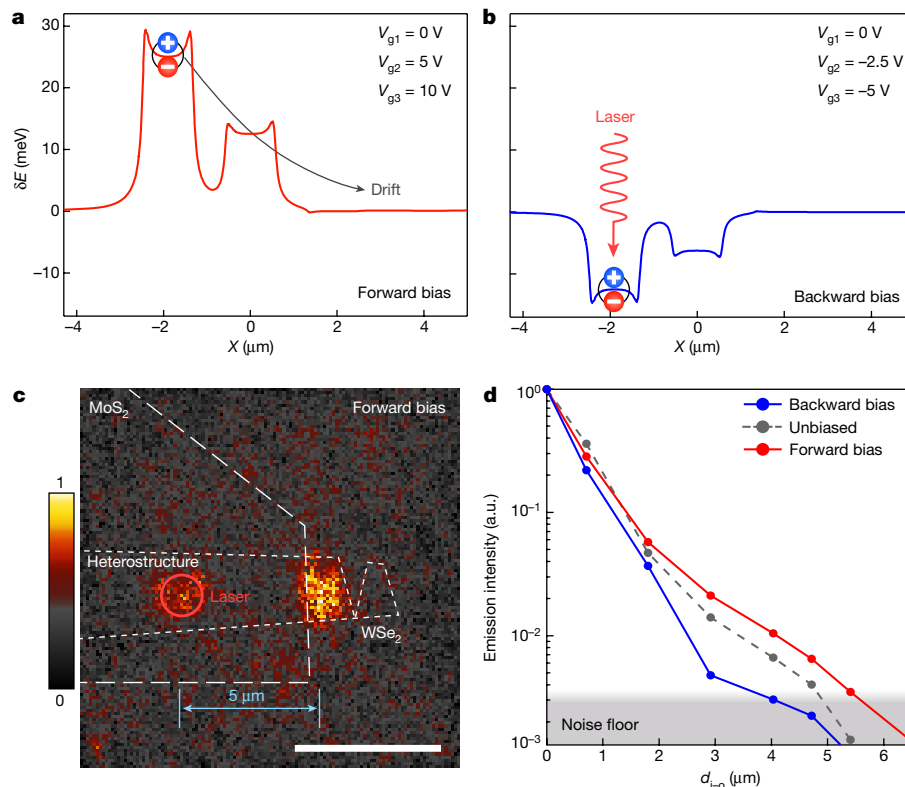 a
30
20
10
0
−10
δE (meV)
−4
−2
0
2
4
X (μm)
V_g1 = 0 V
V_g2 = 5 V
V_g3 = 10 V
+
−
Drift
Forward bias
b
V_g1 = 0 V
V_g2 = −2.5 V
V_g3 = −5 V
Laser
+
−
Backward bias
−4
−2
0
2
4
X (μm)
c
MoS₂
Forward bias
1
0
Heterostructure
Laser
WSe₂
5 μm
d
10⁰
10⁻¹
10⁻²
10⁻³
Emission intensity (a.u.)
Backward bias
Unbiased
Forward bias
Noise floor
0
1
2
3
4
5
6
d_i–o (μm)